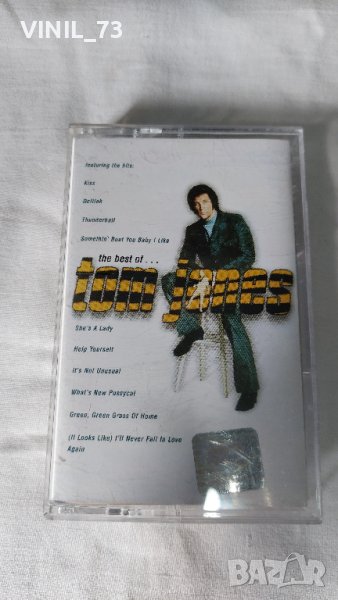 VINIL_73
featuring the hits:
Kiss
Delilah
Thunderball
Somethin' 'Bout You Baby I Like
the best of . . .
tom jones
She's A Lady
Help Yourself
It's Not Unusual
What's New Pussycat
Green, Green Grass Of Home
(It Looks Like) I'll Never Fall In Love
Again
BAZAR.bg